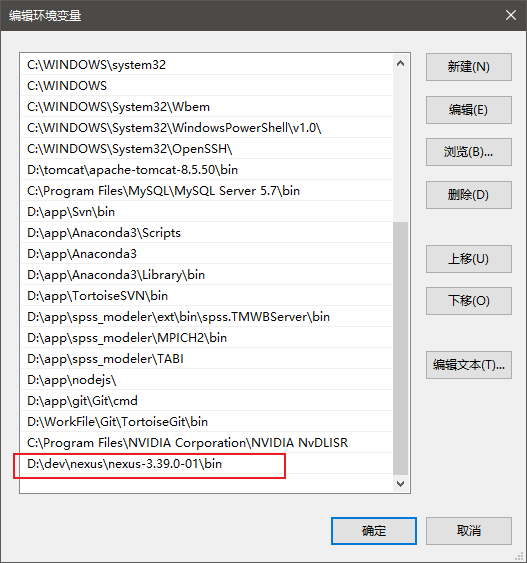 编辑环境变量
C:\WINDOWS\system32
C:\WINDOWS
C:\WINDOWS\System32\Wbem
C:\WINDOWS\System32\WindowsPowerShell\v1.0\
C:\WINDOWS\System32\OpenSSH\
D:\tomcat\apache-tomcat-8.5.50\bin
C:\Program Files\MySQL\MySQL Server 5.7\bin
D:\app\Svn\bin
D:\app\Anaconda3\Scripts
D:\app\Anaconda3
D:\app\Anaconda3\Library\bin
D:\app\TortoiseSVN\bin
D:\app\spss_modeler\ext\bin\spss.TMWBServer\bin
D:\app\spss_modeler\MPICH2\bin
D:\app\spss_modeler\TABI
D:\app\nodejs\
D:\app\git\Git\cmd
D:\WorkFile\Git\TortoiseGit\bin
C:\Program Files\NVIDIA Corporation\NVIDIA NvDLISR
D:\dev\nexus\nexus-3.39.0-01\bin
新建(N)
编辑(E)
浏览(B)...
删除(D)
上移(U)
下移(O)
编辑文本(T)...
确定
取消